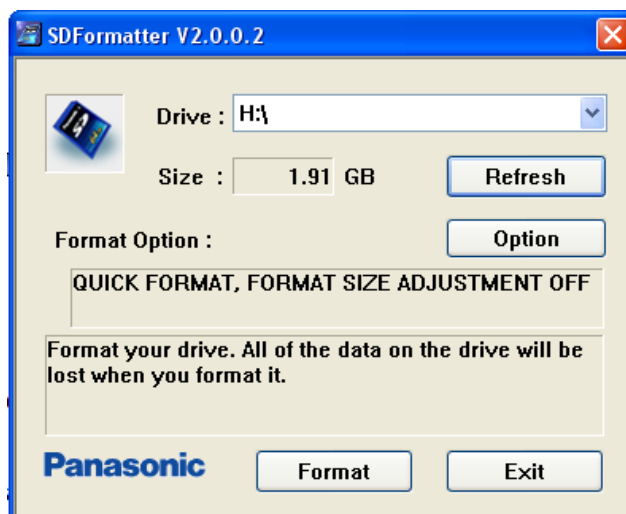 SDFormatter V2.0.0.2
Drive : H:\
Size : 1.91 GB Refresh
Format Option : Option
QUICK FORMAT, FORMAT SIZE ADJUSTMENT OFF
Format your drive. All of the data on the drive will be
lost when you format it.
Panasonic Format Exit